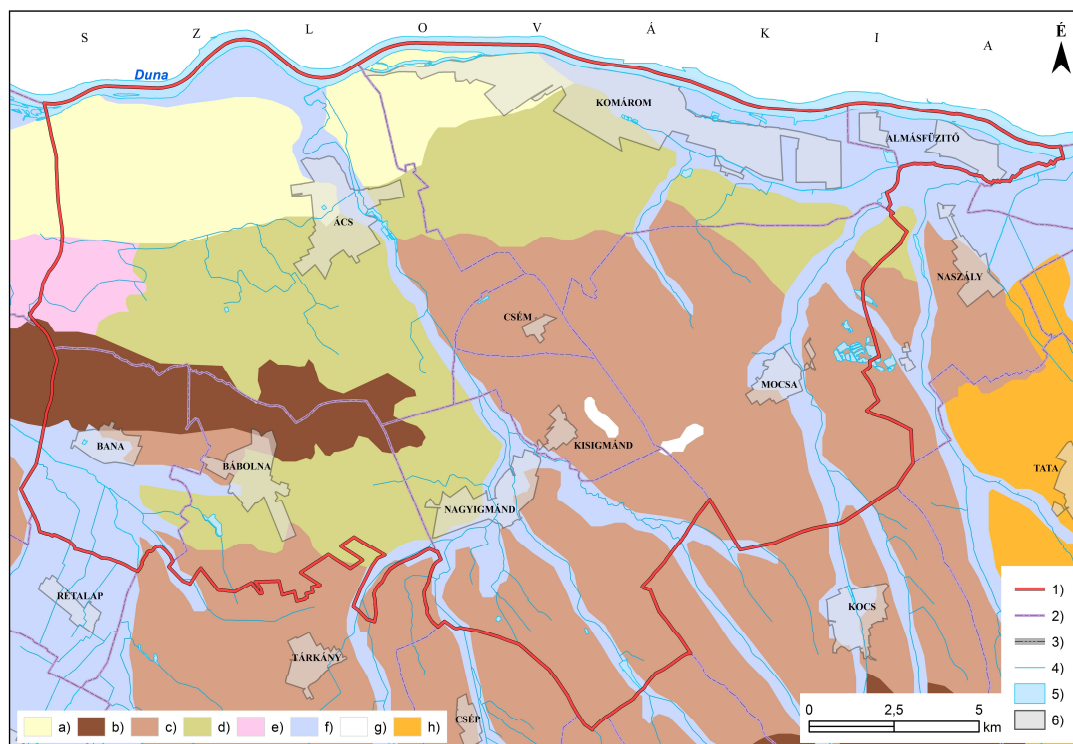 S Z L O V Á K I A
É
Duna
KOMÁROM
ALMÁSFÜZITŐ
ÁCS
NASZÁLY
CSÉM
MOCSA
BANA
KISIGMÁND
BÁBOLNA
TATA
NAGYIGMÁND
RÉTALAP
KOCS
TÁRKÁNY
CSÉP
1)
2)
3)
4)
5)
6)
0 2,5 5
km
a) b) c) d) e) f) g) h)